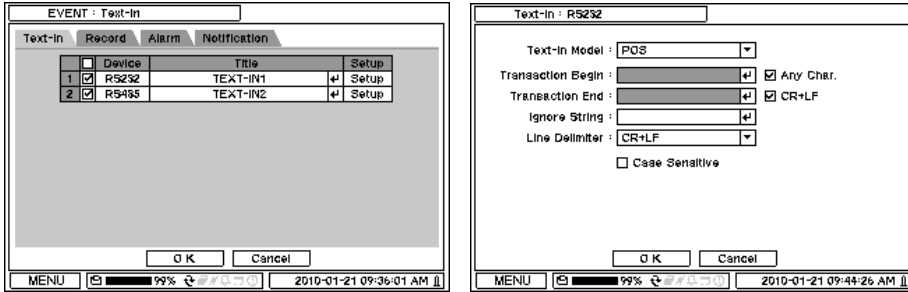 EVENT : Text-In
Text-In Record Alarm Notification
Device Title Setup
1 RS232 TEXT-IN1 Setup
2 RS485 TEXT-IN2 Setup
OK Cancel
MENU 99% 2010-01-21 09:36:01 AM
Text-In : RS232
Text-In Model : POS
Transaction Begin : Any Char.
Transaction End : CR+LF
Ignore String :
Line Delimiter : CR+LF
Case Sensitive
OK Cancel
MENU 99% 2010-01-21 09:44:26 AM